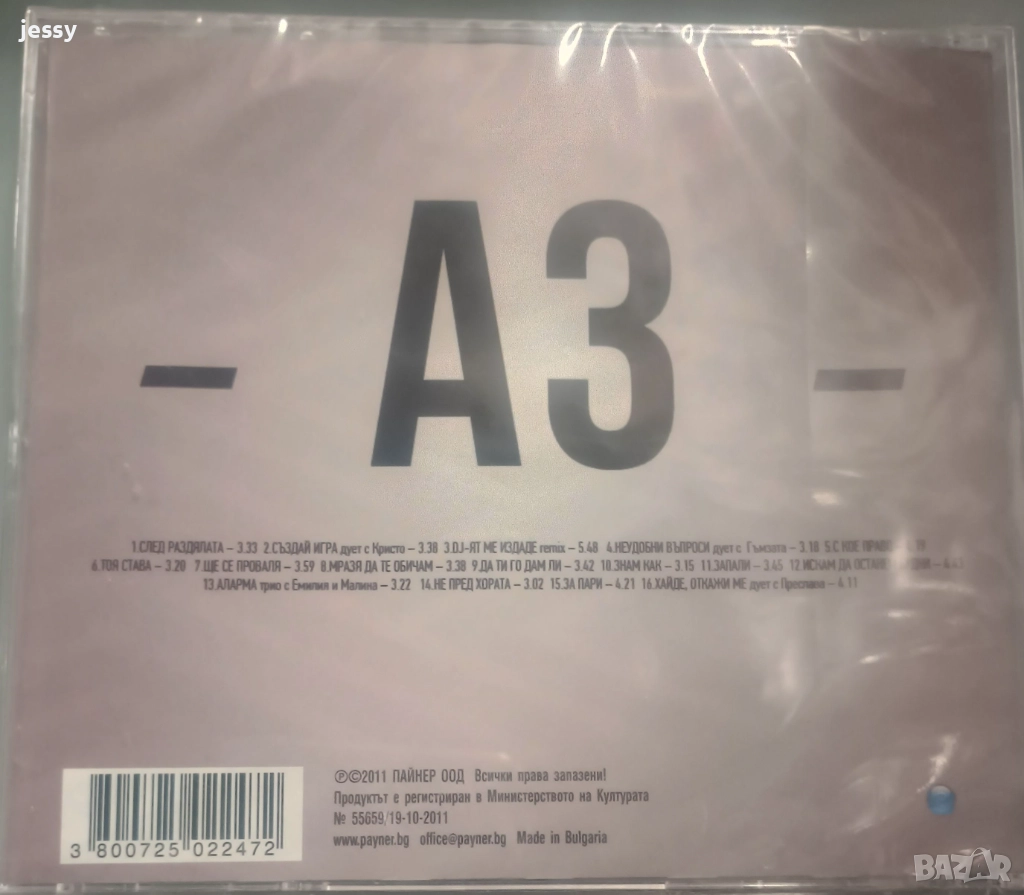 jessy
– АЗ –
1.СЛЕД РАЗДЯЛАТА – 3.33 2.СЪЗДАЙ ИГРА дует с Кристо – 3.38 3.DJ-ЯТ МЕ ИЗДАДЕ remix – 5.48 4.НЕУДОБНИ ВЪПРОСИ дует с Гъмзата – 3.18 5.С КОЕ ПРАВО
6.ТОЯ СТАВА – 3.20 7.ЩЕ СЕ ПРОВАЛЯ – 3.59 8.МРАЗЯ ДА ТЕ ОБИЧАМ – 3.38 9.ДА ТИ ГО ДАМ ЛИ – 3.42 10.ЗНАМ КАК – 3.15 11.ЗАПАЛИ – 3.45 12 ИСКАМ ДА
13.АЛАРМА трио с Емилия и Малина – 3.22 14.НЕ ПРЕД ХОРАТА – 3.02 15.ЗА ПАРИ – 4.21 16.ХАЙДЕ, ОТКАЖИ МЕ дует с Преслава – 4.11
℗©2011 ПАЙНЕР ООД Всички права запазени!
Продуктът е регистриран в Министерството на Културата
№ 55659/19-10-2011
www.payner.bg office@payner.bg Made in Bulgaria
3 800725 022472
BAZAR